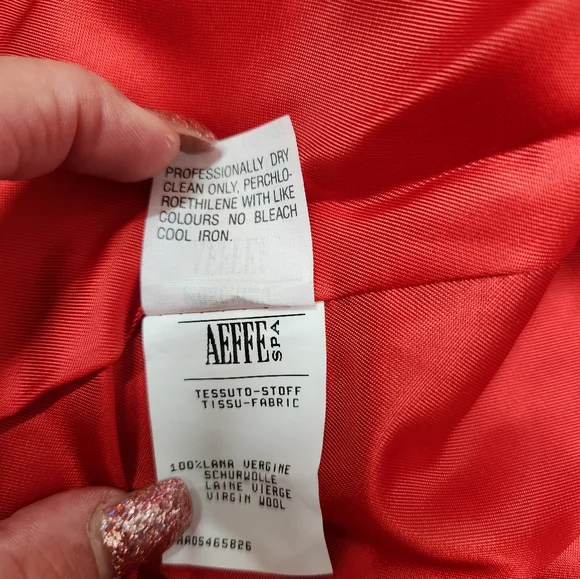 PROFESSIONALLY DRY
CLEAN ONLY, PERCHLO-
ROETHILENE WITH LIKE
COLOURS NO BLEACH
COOL IRON.
AEFFE SPA
TESSUTO-STOFF
TISSU-FABRIC
100%LANA VERGINE
SCHURWOLLE
LAINE VIERGE
VIRGIN WOOL
AA05465826